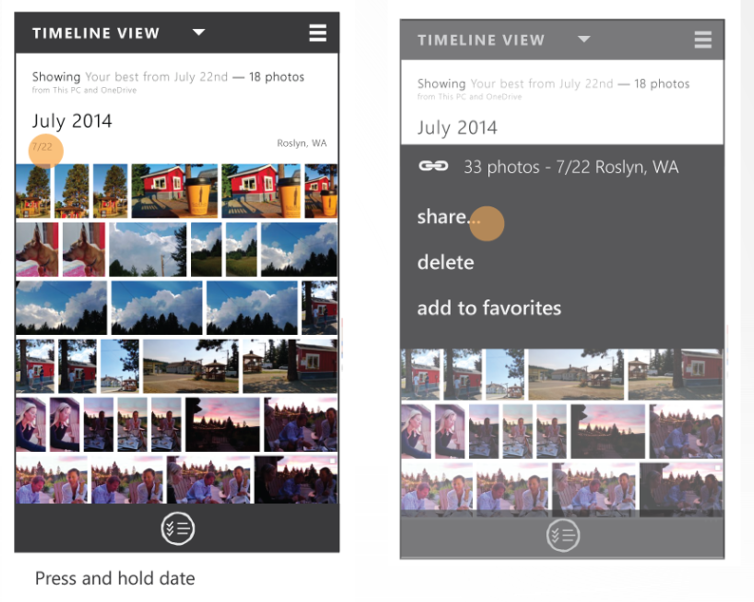 TIMELINE VIEW
Showing Your best from July 22nd — 18 photos
from This PC and OneDrive
July 2014
7/22
Roslyn, WA
Press and hold date
TIMELINE VIEW
Showing Your best from July 22nd — 18 photos
from This PC and OneDrive
July 2014
33 photos - 7/22 Roslyn, WA
share...
delete
add to favorites